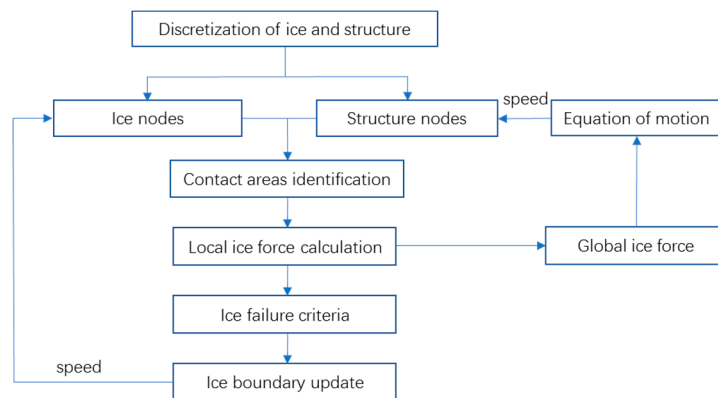 Discretization of ice and structure
speed
Ice nodes
Structure nodes
Equation of motion
Contact areas identification
Local ice force calculation
Global ice force
Ice failure criteria
speed
Ice boundary update